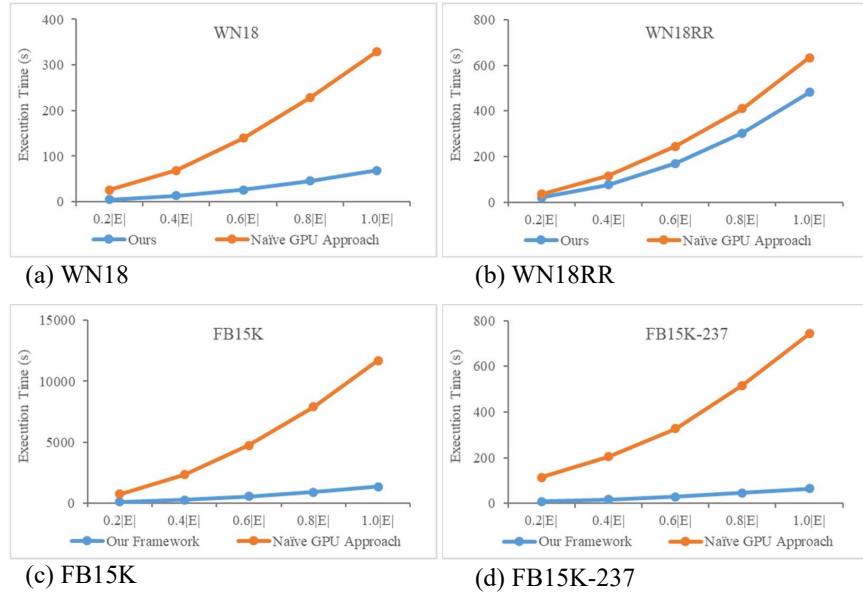 WN18
Execution Time (s)
400
300
200
100
0
0.2|E| 0.4|E| 0.6|E| 0.8|E| 1.0|E|
Ours Naïve GPU Approach
(a) WN18
WN18RR
Execution Time (s)
800
600
400
200
0
0.2|E| 0.4|E| 0.6|E| 0.8|E| 1.0|E|
Ours Naïve GPU Approach
(b) WN18RR
FB15K
Execution Time (s)
15000
10000
5000
0
0.2|E| 0.4|E| 0.6|E| 0.8|E| 1.0|E|
Our Framework Naïve GPU Approach
(c) FB15K
FB15K-237
Execution Time (s)
800
600
400
200
0
0.2|E| 0.4|E| 0.6|E| 0.8|E| 1.0|E|
Our Framework Naïve GPU Approach
(d) FB15K-237